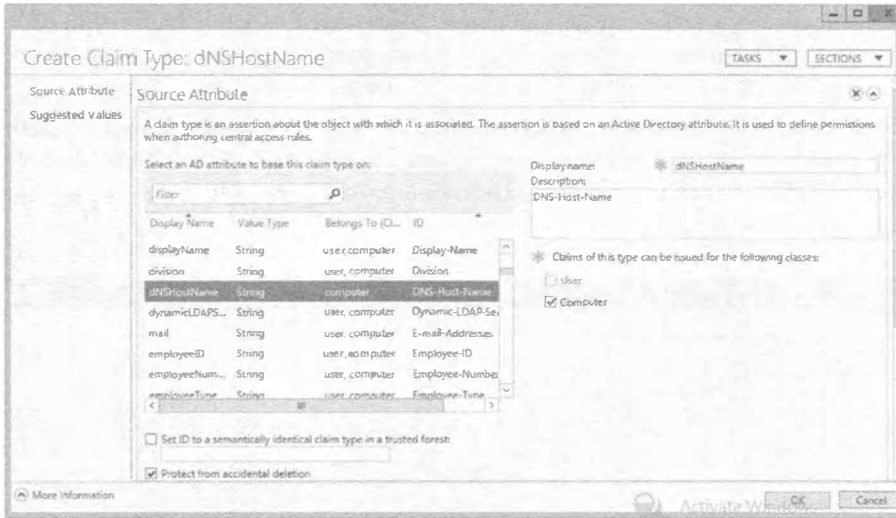 Create Claim Type: dNSHostName
TASKS
SECTIONS
Source Attribute
Suggested Values
Source Attribute
A claim type is an assertion about the object with which it is associated. The assertion is based on an Active Directory attribute. It is used to define permissions
when authoring central access rules.
Select an AD attribute to base this claim type on:
Filter
Display Name Value Type Belongs To (Cl... ID
displayName String user, computer Display-Name
division String user, computer Division
dNSHostName String computer DNS-Host-Name
dynamicLDAPS... String user, computer Dynamic-LDAP-Se
mail String user, computer E-mail-Addresses
employeeID String user, computer Employee-ID
employeeNum... String user, computer Employee-Number
employeeType String user, computer Employee-Type
Set ID to a semantically identical claim type in a trusted forest:
Protect from accidental deletion
Display name: dNSHostName
Description:
DNS-Host-Name
Claims of this type can be issued for the following classes:
User
Computer
More Information
Activate
OK
Cancel